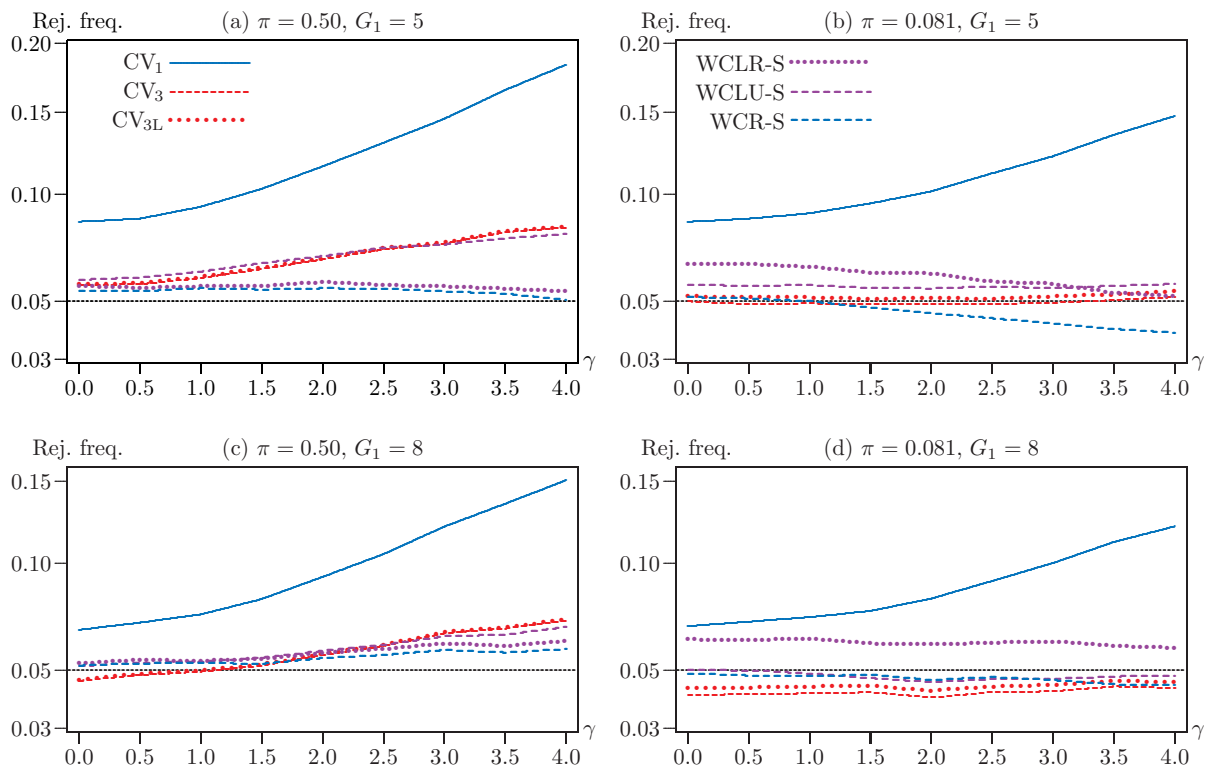 Rej. freq.
(a) π = 0.50, G₁ = 5
0.20
0.15
0.10
0.05
0.03
CV₁
CV₃
CV₃L
0.0 0.5 1.0 1.5 2.0 2.5 3.0 3.5 4.0
γ
(b) π = 0.081, G₁ = 5
Rej. freq.
0.20
0.15
0.10
0.05
0.03
WCLR-S
WCLU-S
WCR-S
0.0 0.5 1.0 1.5 2.0 2.5 3.0 3.5 4.0
γ
Rej. freq.
(c) π = 0.50, G₁ = 8
0.15
0.10
0.05
0.03
0.0 0.5 1.0 1.5 2.0 2.5 3.0 3.5 4.0
γ
Rej. freq.
(d) π = 0.081, G₁ = 8
0.15
0.10
0.05
0.03
0.0 0.5 1.0 1.5 2.0 2.5 3.0 3.5 4.0
γ